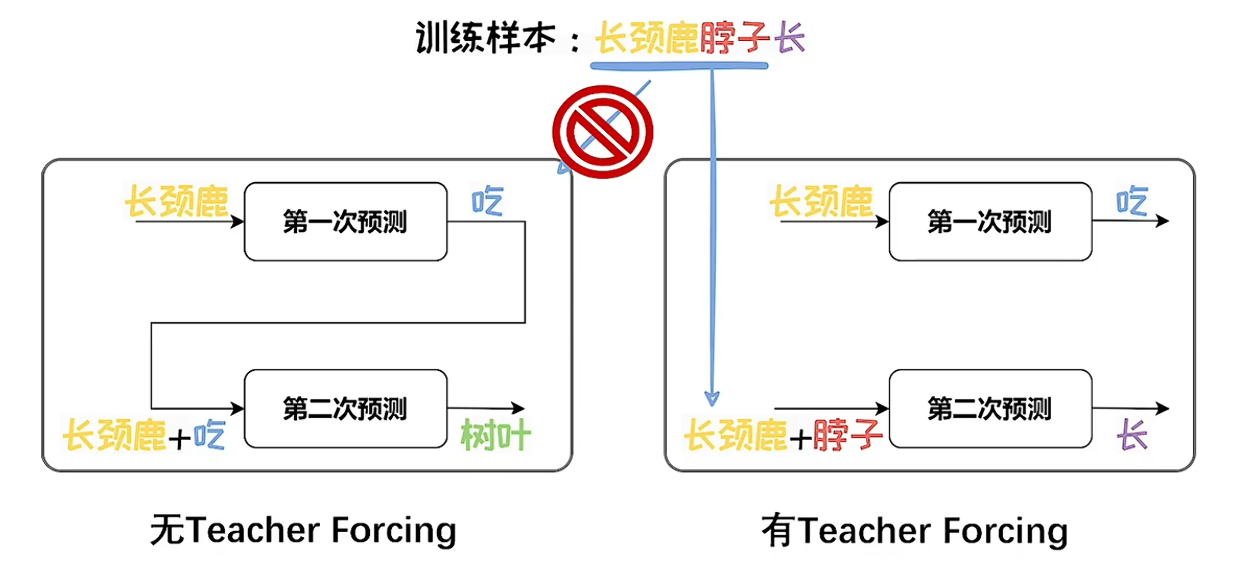 训练样本：长颈鹿脖子长
长颈鹿
第一次预测
吃
长颈鹿+吃
第二次预测
树叶
无Teacher Forcing
长颈鹿
第一次预测
吃
长颈鹿+脖子
第二次预测
长
有Teacher Forcing